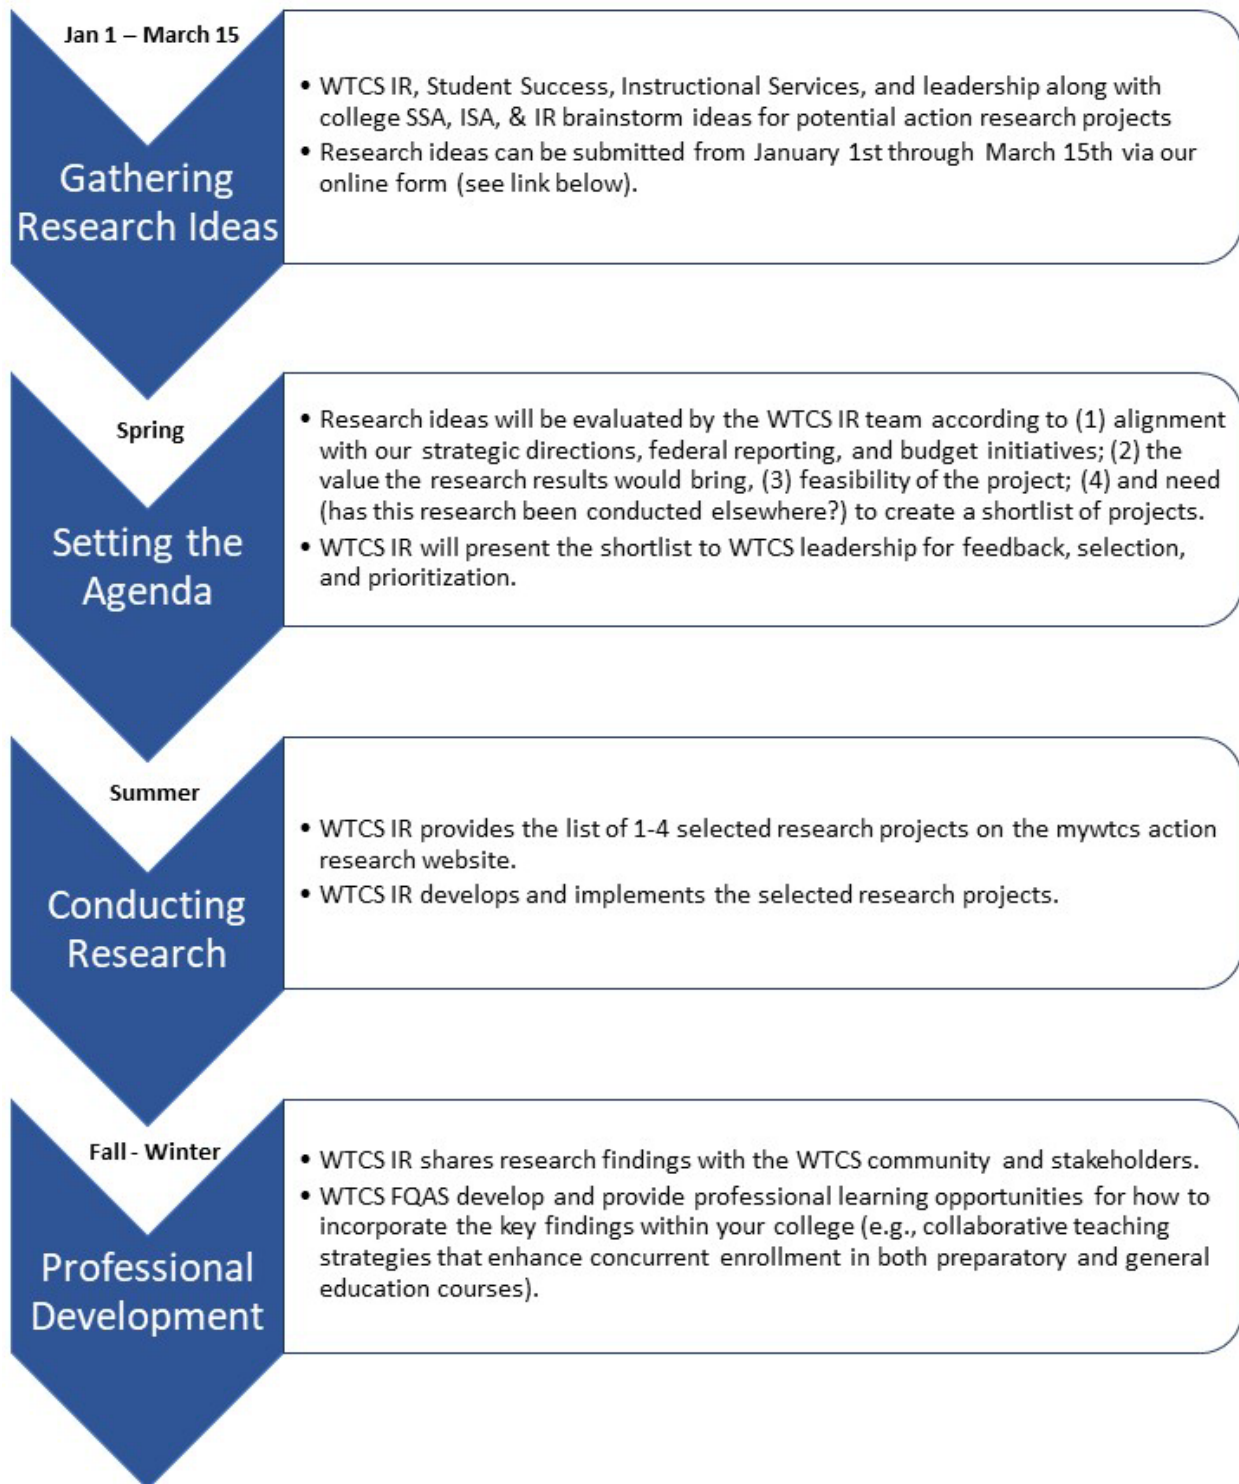 Jan 1 – March 15
Gathering
Research Ideas
• WTCS IR, Student Success, Instructional Services, and leadership along with
college SSA, ISA, & IR brainstorm ideas for potential action research projects
• Research ideas can be submitted from January 1st through March 15th via our
online form (see link below).
Spring
Setting the
Agenda
• Research ideas will be evaluated by the WTCS IR team according to (1) alignment
with our strategic directions, federal reporting, and budget initiatives; (2) the
value the research results would bring, (3) feasibility of the project; (4) and need
(has this research been conducted elsewhere?) to create a shortlist of projects.
• WTCS IR will present the shortlist to WTCS leadership for feedback, selection,
and prioritization.
Summer
Conducting
Research
• WTCS IR provides the list of 1-4 selected research projects on the mywtcs action
research website.
• WTCS IR develops and implements the selected research projects.
Fall - Winter
Professional
Development
• WTCS IR shares research findings with the WTCS community and stakeholders.
• WTCS FQAS develop and provide professional learning opportunities for how to
incorporate the key findings within your college (e.g., collaborative teaching
strategies that enhance concurrent enrollment in both preparatory and general
education courses).